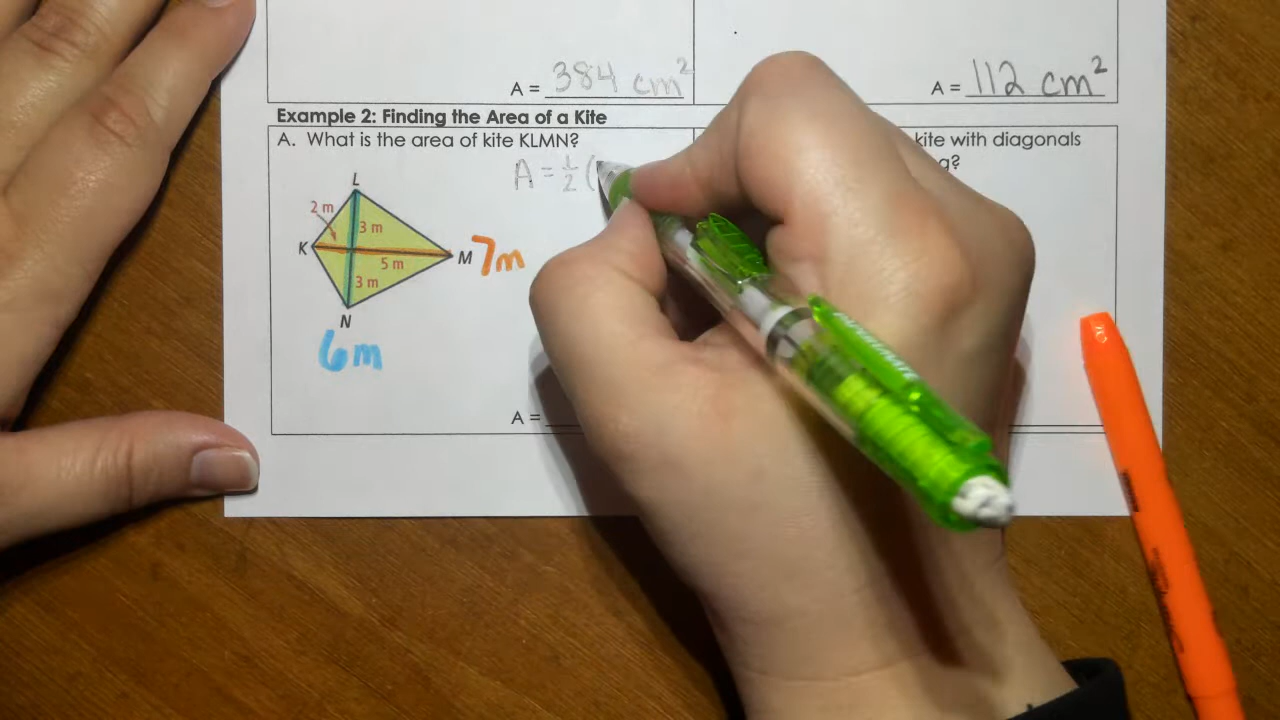 A = 384 cm²
A = 112 cm²
Example 2: Finding the Area of a Kite
A. What is the area of kite KLMN?
A = 1/2 (
L
2 m
3 m
K
5 m
M
7m
3 m
N
6m
A =
kite with diagonals
g?